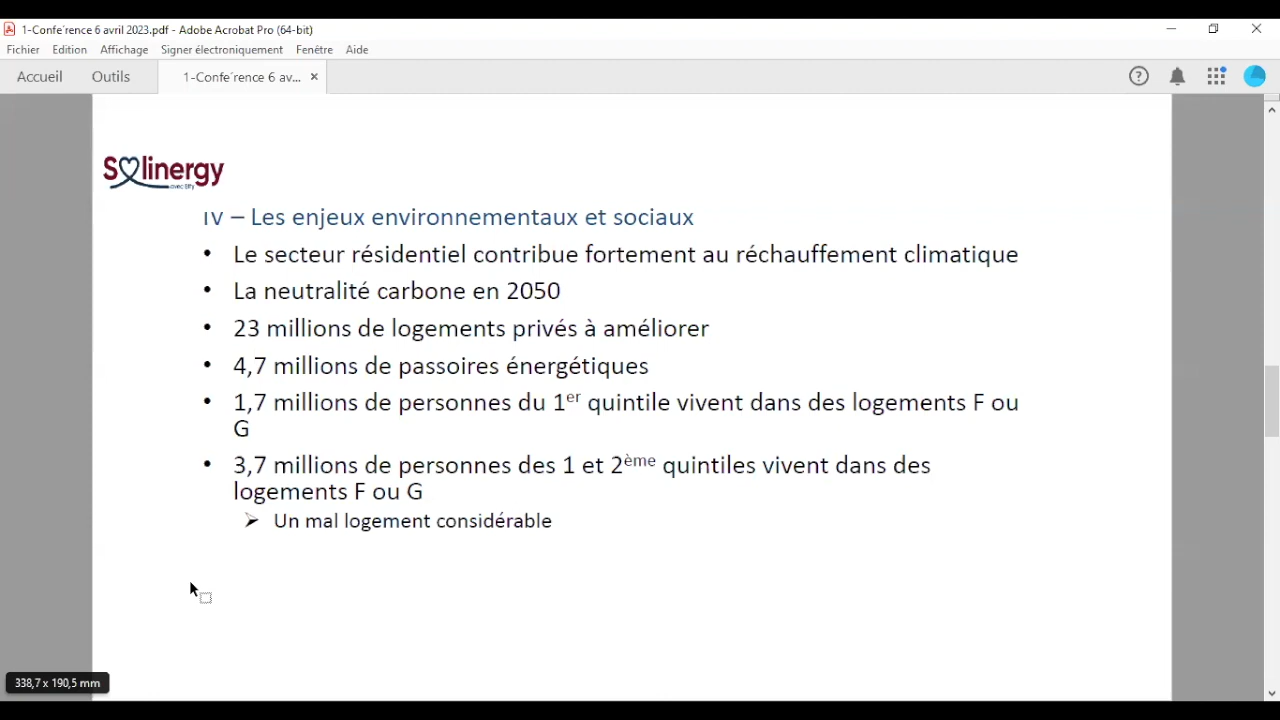 1-Confe´rence 6 avril 2023.pdf - Adobe Acrobat Pro (64-bit)
Fichier Edition Affichage Signer électroniquement Fenêtre Aide
Accueil Outils 1-Confe´rence 6 av... ×
Solinergy
avec Effy
IV – Les enjeux environnementaux et sociaux
• Le secteur résidentiel contribue fortement au réchauffement climatique
• La neutralité carbone en 2050
• 23 millions de logements privés à améliorer
• 4,7 millions de passoires énergétiques
• 1,7 millions de personnes du 1er quintile vivent dans des logements F ou
G
• 3,7 millions de personnes des 1 et 2ème quintiles vivent dans des
logements F ou G
➢ Un mal logement considérable
338,7 x 190,5 mm